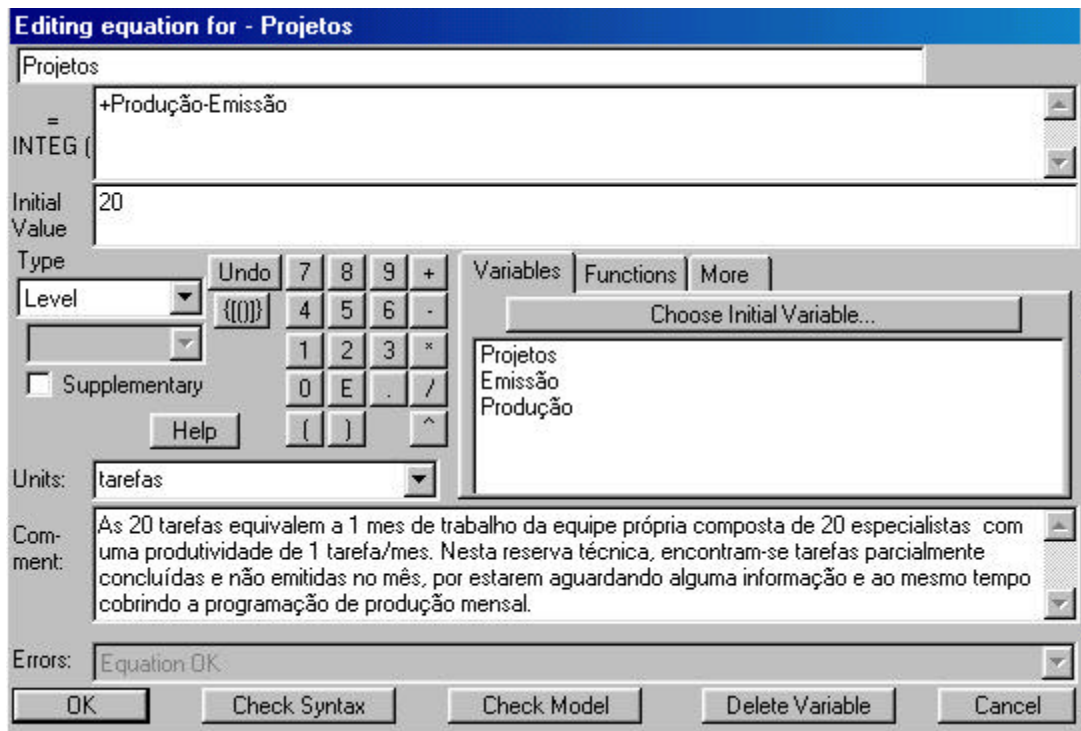 Editing equation for - Projetos
Projetos
= INTEG (
+Produção-Emissão
Initial Value
20
Type
Level
Undo 7 8 9 +
{[()]} 4 5 6 -
1 2 3 *
Supplementary
0 E . /
Help
( ) ^
Variables Functions More
Choose Initial Variable...
Projetos
Emissão
Produção
Units: tarefas
Com-
ment:
As 20 tarefas equivalem a 1 mes de trabalho da equipe própria composta de 20 especialistas com
uma produtividade de 1 tarefa/mes. Nesta reserva técnica, encontram-se tarefas parcialmente
concluídas e não emitidas no mês, por estarem aguardando alguma informação e ao mesmo tempo
cobrindo a programação de produção mensal.
Errors: Equation OK
OK Check Syntax Check Model Delete Variable Cancel